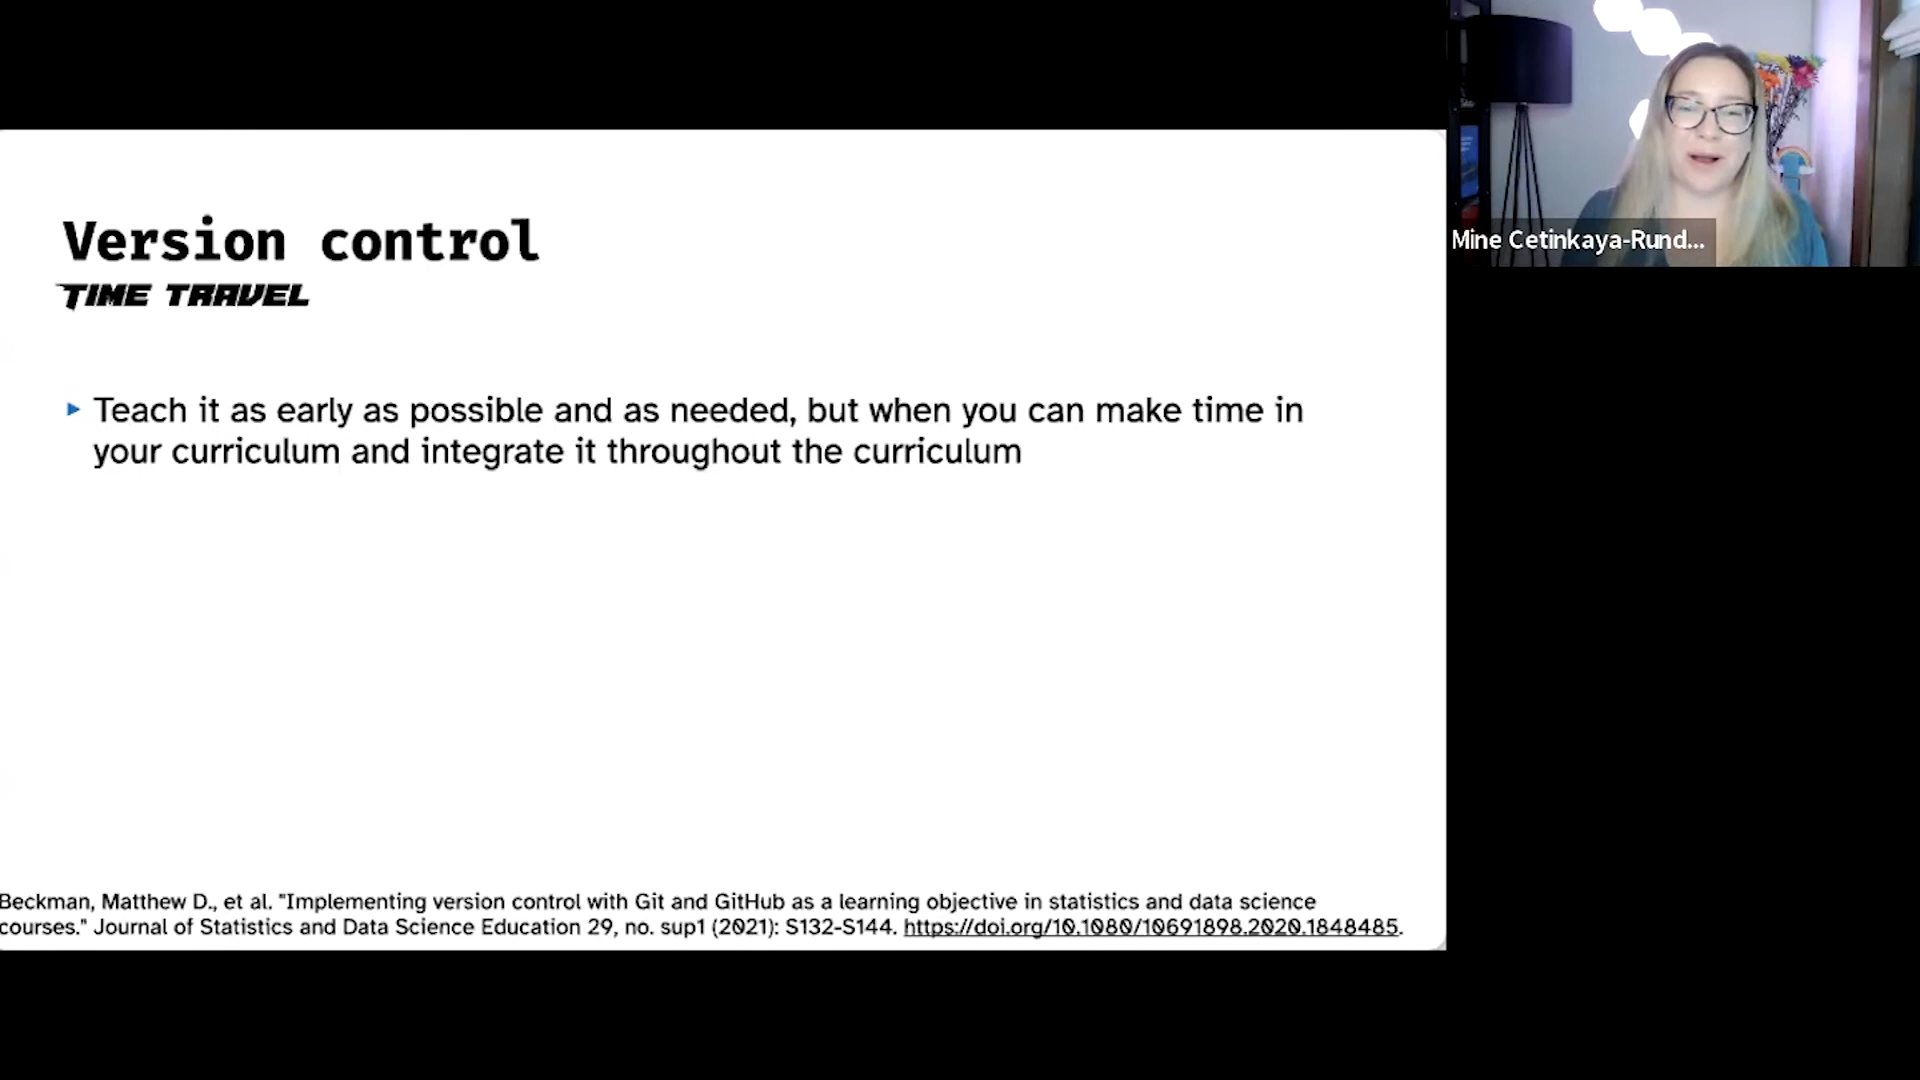 Version control
TIME TRAVEL
▸ Teach it as early as possible and as needed, but when you can make time in
your curriculum and integrate it throughout the curriculum
Beckman, Matthew D., et al. "Implementing version control with Git and GitHub as a learning objective in statistics and data science
courses." Journal of Statistics and Data Science Education 29, no. sup1 (2021): S132-S144. https://doi.org/10.1080/10691898.2020.1848485.
Mine Cetinkaya-Rund...